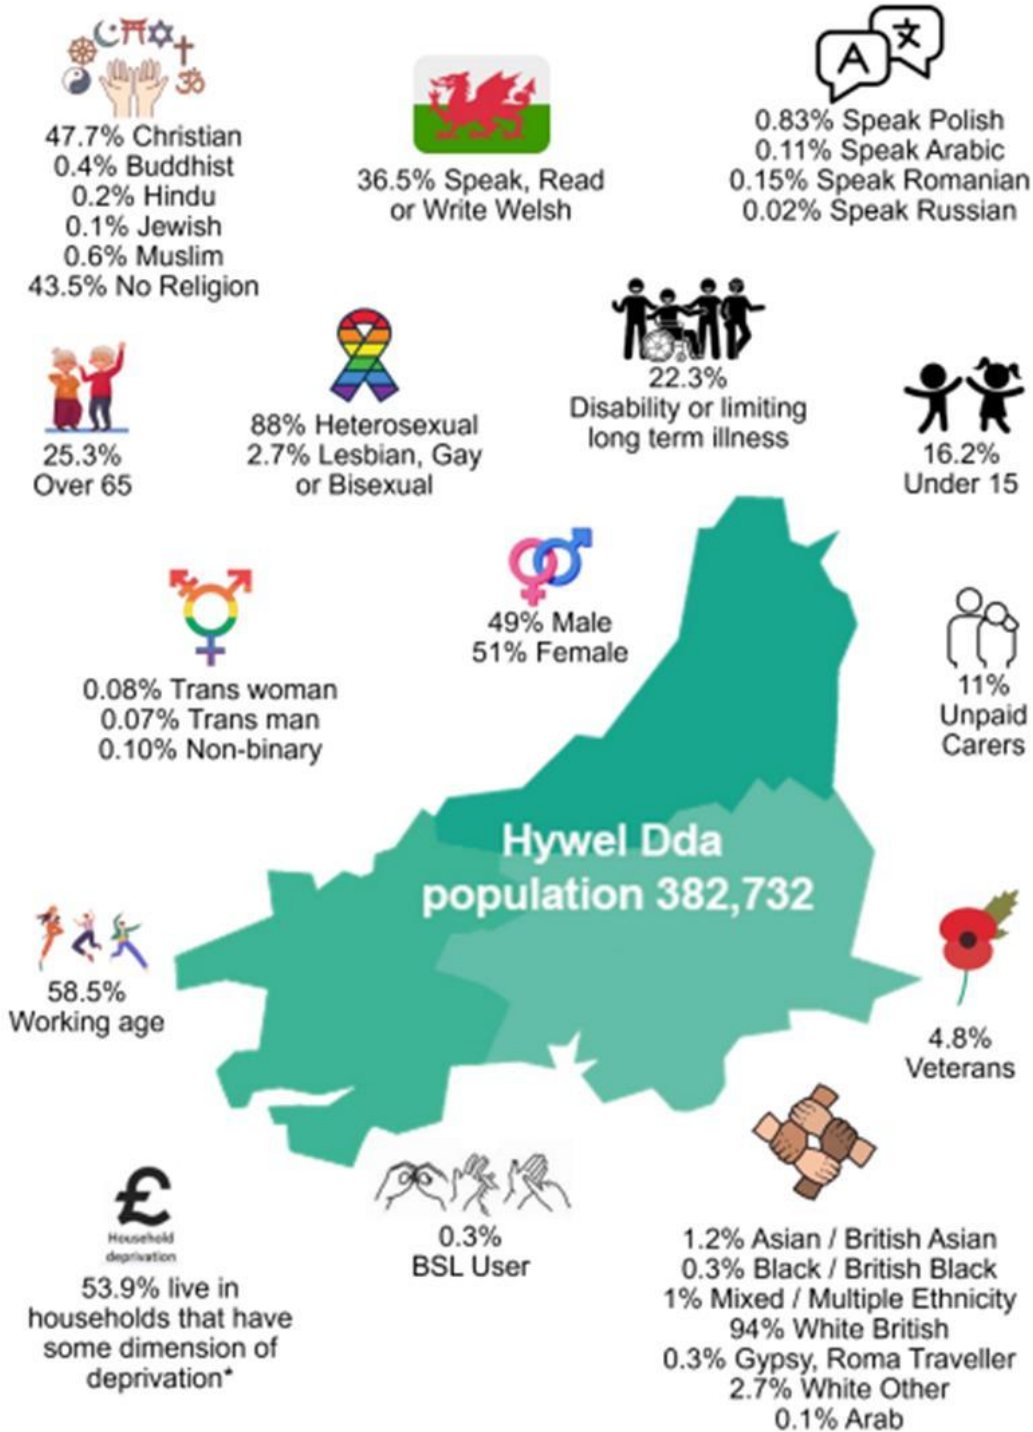 47.7% Christian
0.4% Buddhist
0.2% Hindu
0.1% Jewish
0.6% Muslim
43.5% No Religion
36.5% Speak, Read
or Write Welsh
A
文
0.83% Speak Polish
0.11% Speak Arabic
0.15% Speak Romanian
0.02% Speak Russian
25.3%
Over 65
88% Heterosexual
2.7% Lesbian, Gay
or Bisexual
22.3%
Disability or limiting
long term illness
16.2%
Under 15
0.08% Trans woman
0.07% Trans man
0.10% Non-binary
49% Male
51% Female
11%
Unpaid
Carers
Hywel Dda
population 382,732
58.5%
Working age
4.8%
Veterans
£
Household
deprivation
53.9% live in
households that have
some dimension of
deprivation*
0.3%
BSL User
1.2% Asian / British Asian
0.3% Black / British Black
1% Mixed / Multiple Ethnicity
94% White British
0.3% Gypsy, Roma Traveller
2.7% White Other
0.1% Arab